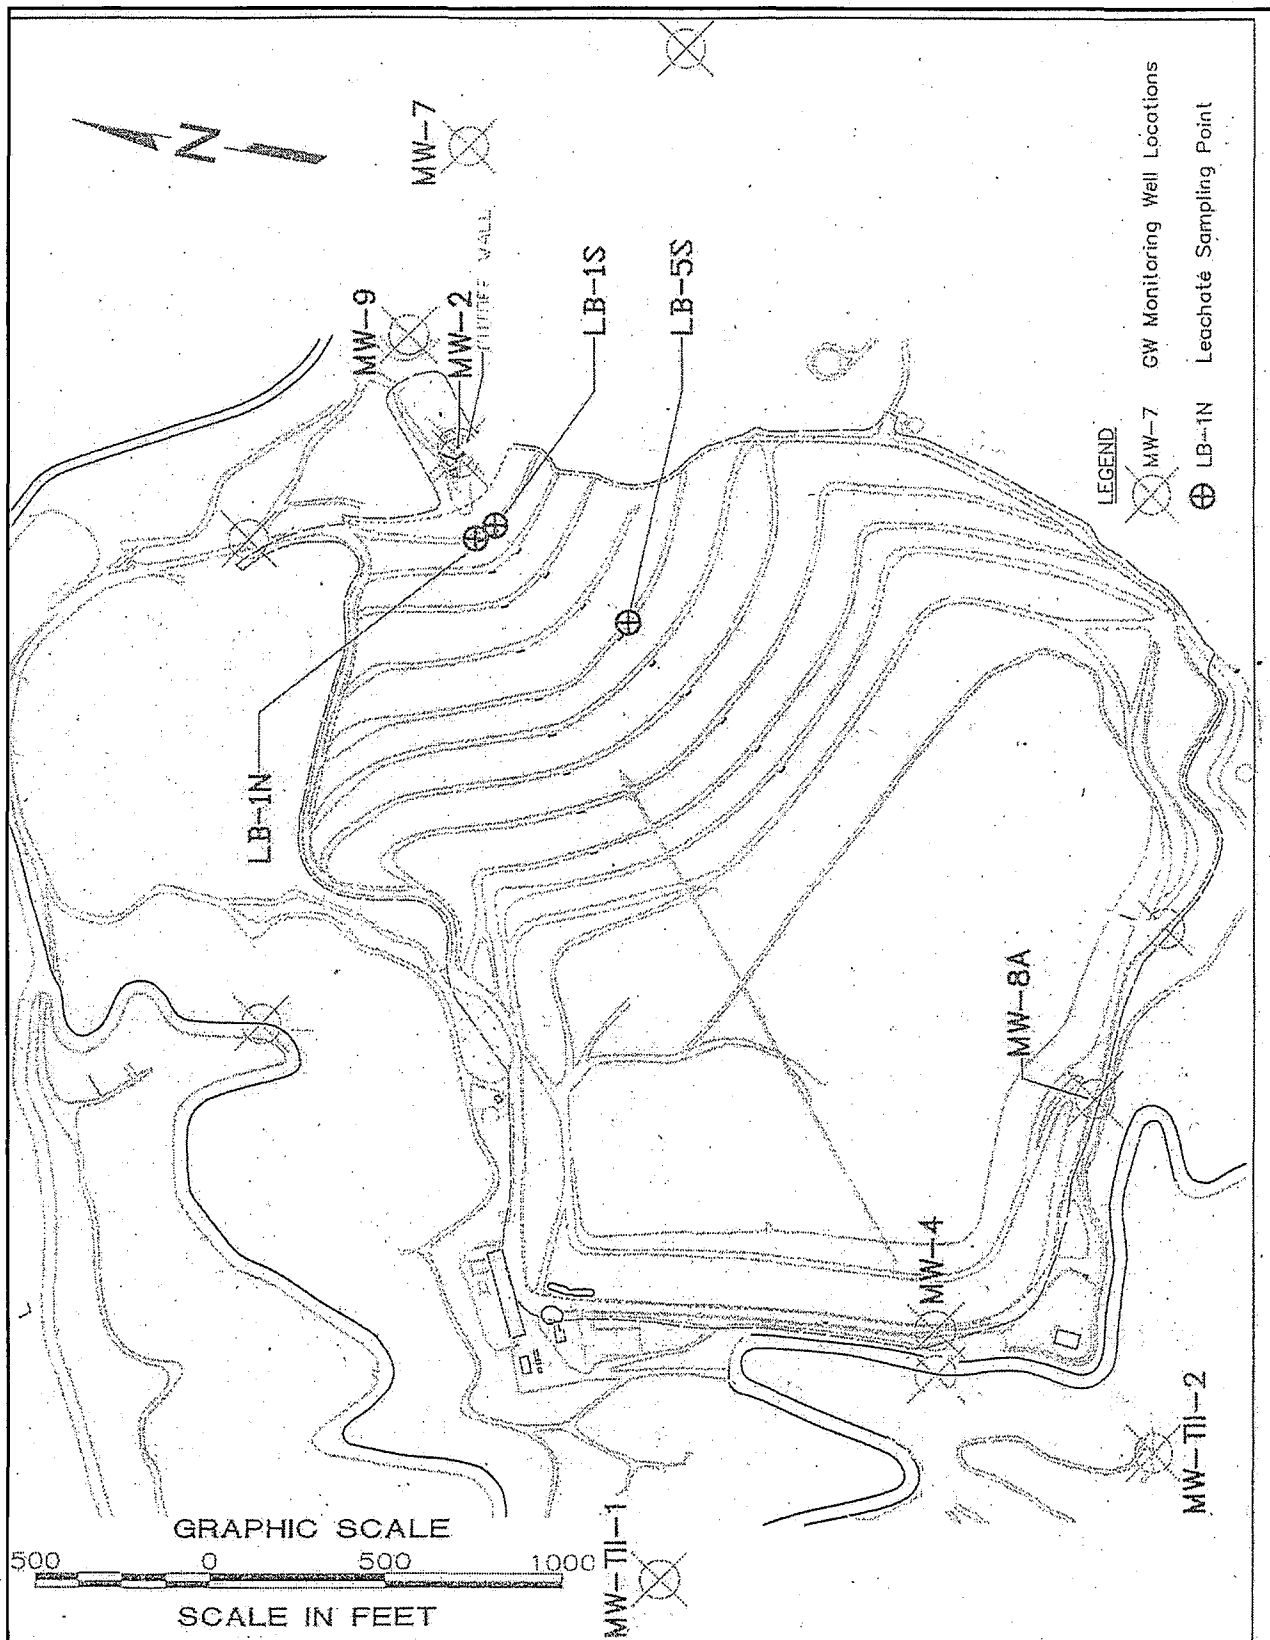 N
MW-7
MW-9
MW-2
WALL
LB-1S
LB-5S
LB-1N
MW-8A
MW-4
MW-TII-2
MW-TII-1
LEGEND
MW-7 GW Monitoring Well Locations
LB-1N Leachate Sampling Point
GRAPHIC SCALE
500 0 500 1000
SCALE IN FEET